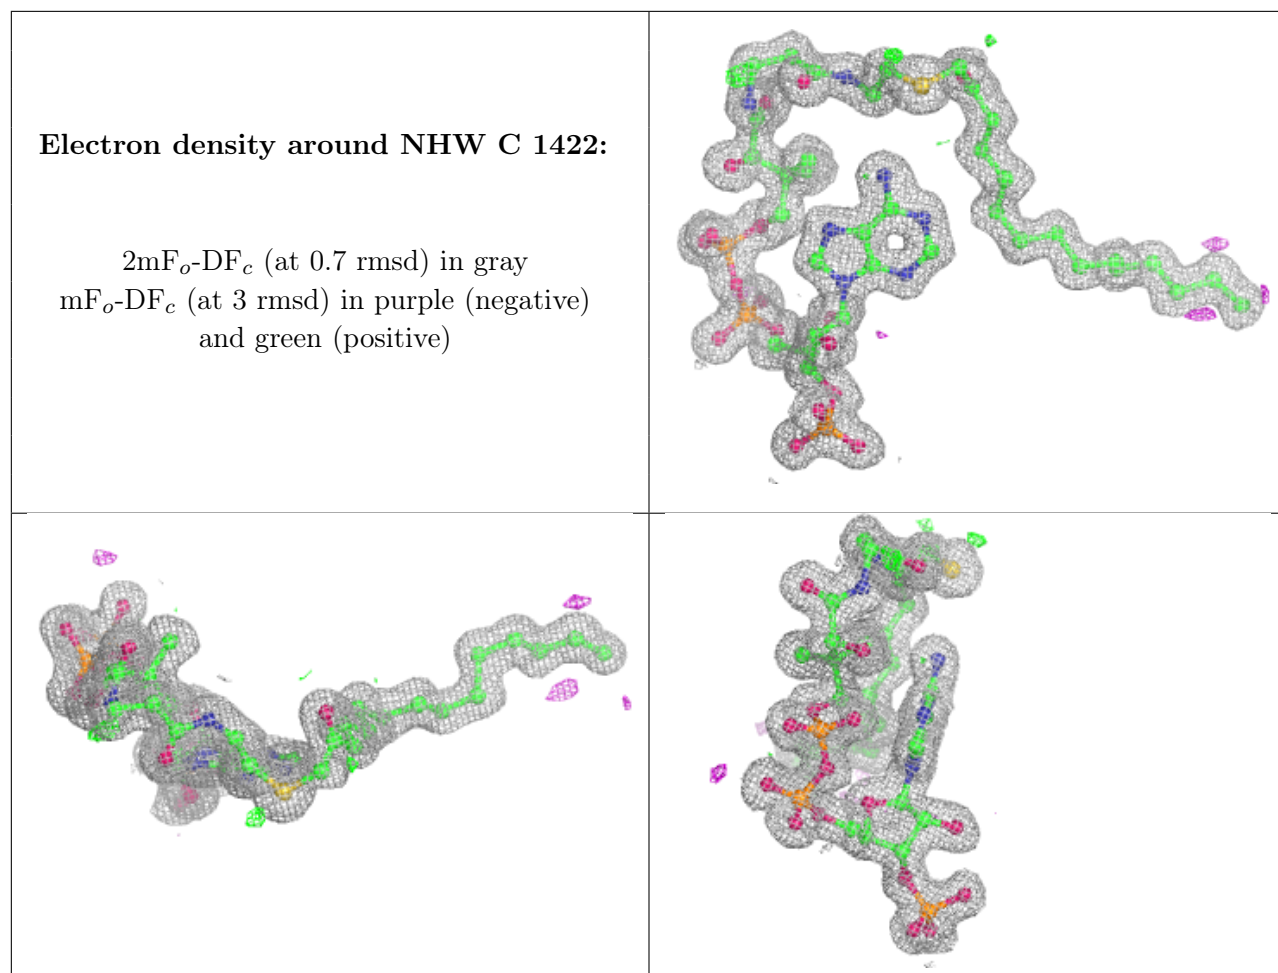 Electron density around NHW C 1422:
2mFo-DFc (at 0.7 rmsd) in gray
mFo-DFc (at 3 rmsd) in purple (negative)
and green (positive)